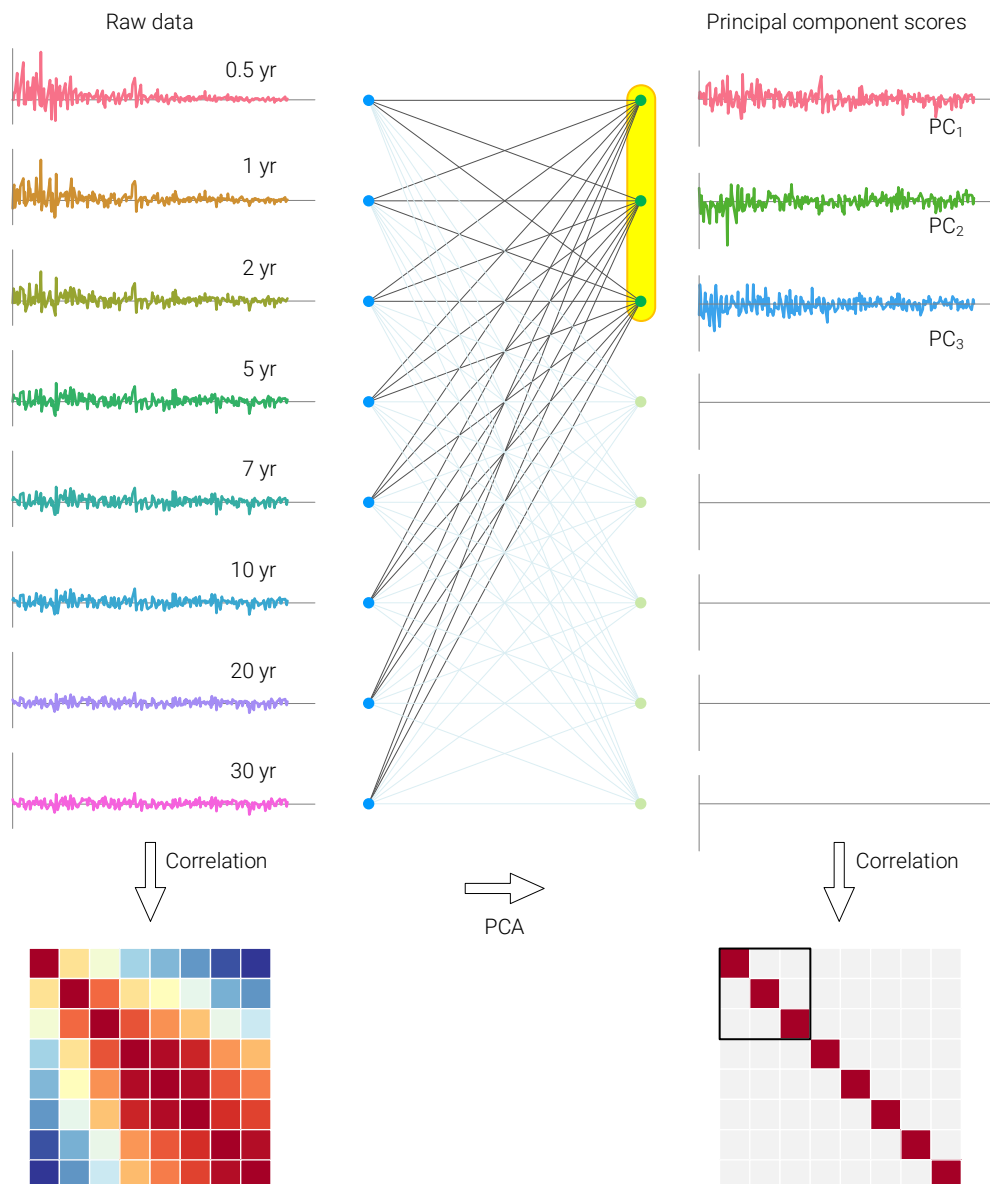 Raw data
Principal component scores
0.5 yr
1 yr
2 yr
5 yr
7 yr
10 yr
20 yr
30 yr
PC₁
PC₂
PC₃
Correlation
PCA
Correlation